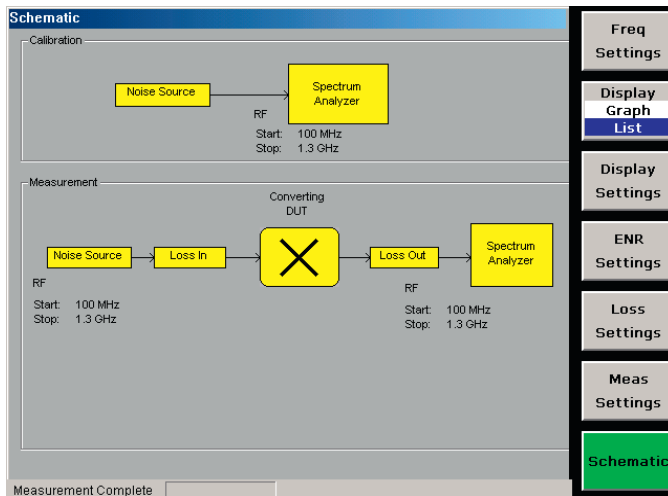 Schematic
Calibration
Noise Source
Spectrum
Analyzer
RF
Start: 100 MHz
Stop: 1.3 GHz
Measurement
Converting
DUT
Noise Source
Loss In
Loss Out
Spectrum
Analyzer
RF
Start: 100 MHz
Stop: 1.3 GHz
RF
Start: 100 MHz
Stop: 1.3 GHz
Measurement Complete
Freq
Settings
Display
Graph
List
Display
Settings
ENR
Settings
Loss
Settings
Meas
Settings
Schematic